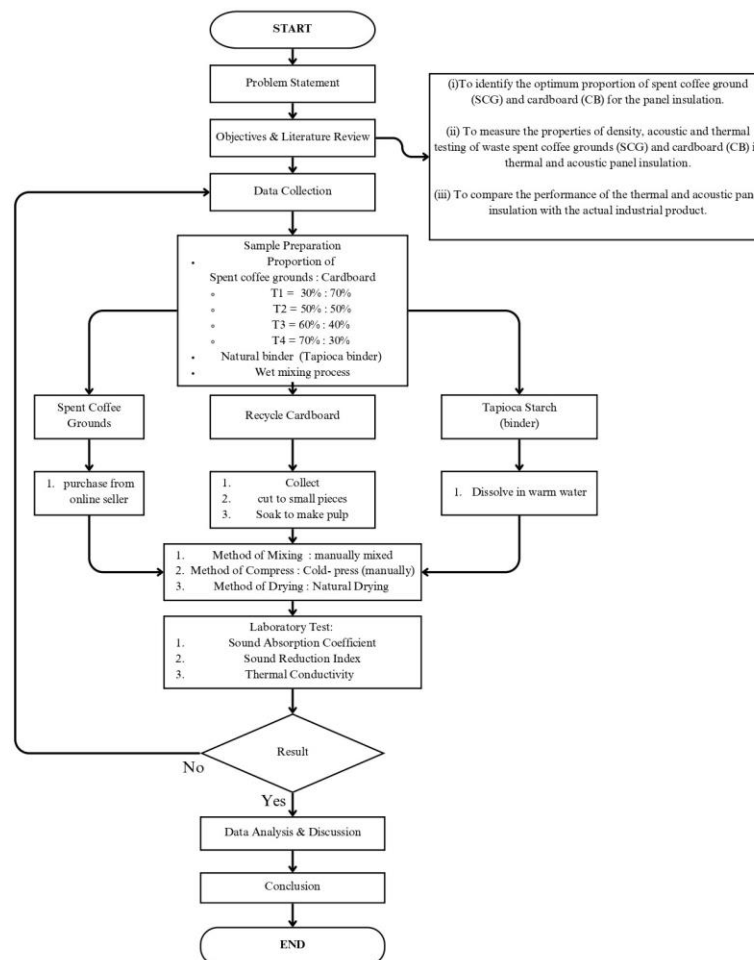 START
Problem Statement
Objectives & Literature Review
(i)To identify the optimum proportion of spent coffee ground
(SCG) and cardboard (CB) for the panel insulation.
(ii) To measure the properties of density, acoustic and thermal
testing of waste spent coffee grounds (SCG) and cardboard (CB) i
thermal and acoustic panel insulation.
(iii) To compare the performance of the thermal and acoustic pan
insulation with the actual industrial product.
Data Collection
Sample Preparation
• Proportion of
Spent coffee grounds : Cardboard
◦ T1 = 30% : 70%
◦ T2 = 50% : 50%
◦ T3 = 60% : 40%
◦ T4 = 70% : 30%
• Natural binder (Tapioca binder)
• Wet mixing process
Spent Coffee
Grounds
Recycle Cardboard
Tapioca Starch
(binder)
1. purchase from
online seller
1. Collect
2. cut to small pieces
3. Soak to make pulp
1. Dissolve in warm water
1. Method of Mixing : manually mixed
2. Method of Compress : Cold- press (manually)
3. Method of Drying : Natural Drying
Laboratory Test:
1. Sound Absorption Coefficient
2. Sound Reduction Index
3. Thermal Conductivity
Result
No
Yes
Data Analysis & Discussion
Conclusion
END